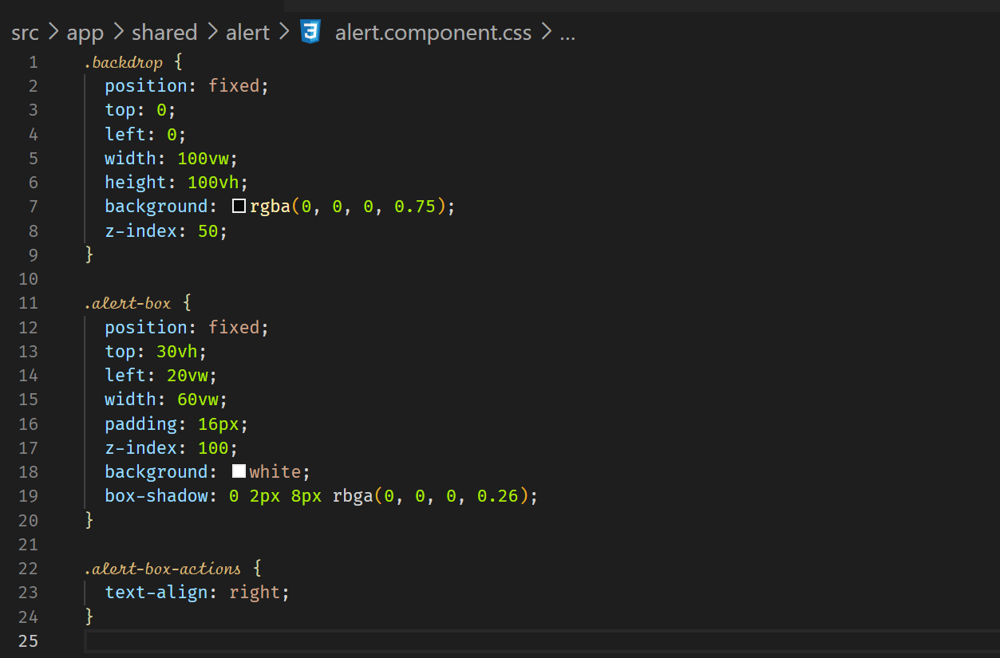 src > app > shared > alert > alert.component.css > ...
1 .backdrop {
2 position: fixed;
3 top: 0;
4 left: 0;
5 width: 100vw;
6 height: 100vh;
7 background: rgba(0, 0, 0, 0.75);
8 z-index: 50;
9 }
10
11 .alert-box {
12 position: fixed;
13 top: 30vh;
14 left: 20vw;
15 width: 60vw;
16 padding: 16px;
17 z-index: 100;
18 background: white;
19 box-shadow: 0 2px 8px rbga(0, 0, 0, 0.26);
20 }
21
22 .alert-box-actions {
23 text-align: right;
24 }
25